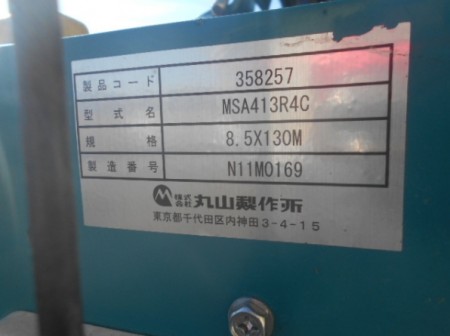 製品コード 358257
型式名 MSA413R4C
規格 8.5X130M
製造番号 N11M0169
株式会社 丸山製作所
東京都千代田区内神田3-4-15